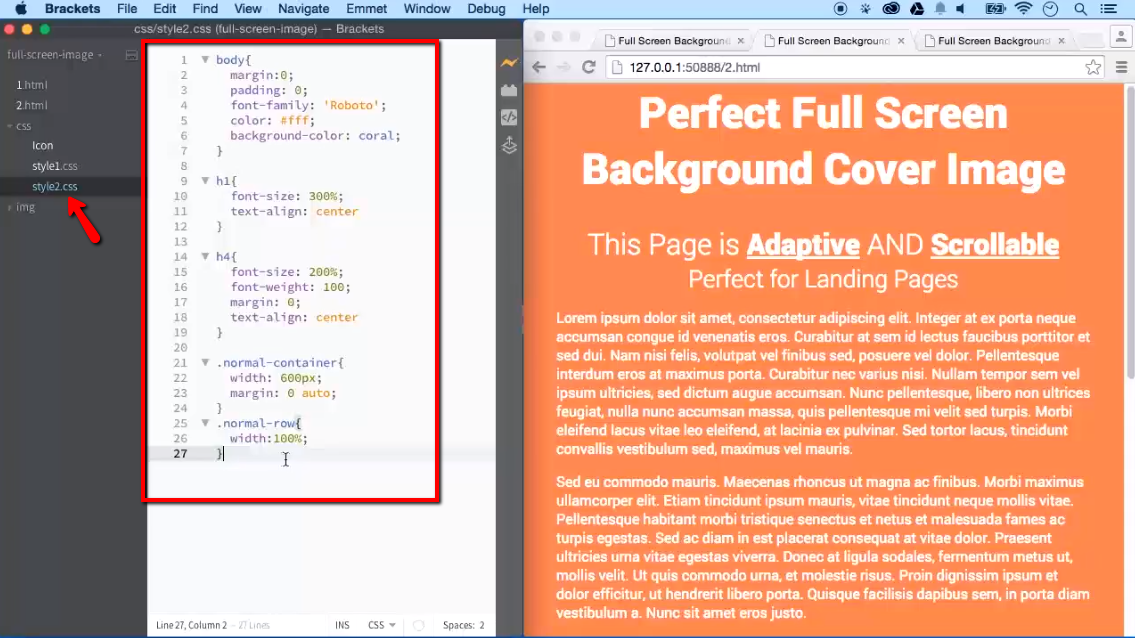 Brackets File Edit Find View Navigate Emmet Window Debug Help
css/style2.css (full-screen-image) — Brackets
full-screen-image
1.html
2.html
css
Icon
style1.css
style2.css
img
1 body{
2 margin:0;
3 padding: 0;
4 font-family: 'Roboto';
5 color: #fff;
6 background-color: coral;
7 }
8
9 h1{
10 font-size: 300%;
11 text-align: center
12 }
13
14 h4{
15 font-size: 200%;
16 font-weight: 100;
17 margin: 0;
18 text-align: center
19 }
20
21 .normal-container{
22 width: 600px;
23 margin: 0 auto;
24 }
25 .normal-row{
26 width:100%;
27 }
Line 27, Column 2 - 27 Lines INS CSS Spaces: 2
Full Screen Background Full Screen Background Full Screen Background
127.0.0.1:50888/2.html
Perfect Full Screen
Background Cover Image
This Page is Adaptive AND Scrollable
Perfect for Landing Pages
Lorem ipsum dolor sit amet, consectetur adipiscing elit. Integer at porta neque
accumsan congue id venenatis eros. Curabitur at sem id lectus faucibus porttitor
sed dui. Nam nisi felis, volutpat vel finibus sed, posuere vel dolor. Pellentesque
interdum eros at maximus porta. Curabitur nec varius nisi. Nullam tempor sem vel
ipsum ultricies, sed dictum augue accumsan. Nunc pellentesque, libero non ultrices
feugiat, nulla nunc accumsan massa, quis pellentesque mi velit sed turpis. Morbi
eleifend lacus vitae leo eleifend, at lacinia ex pulvinar. Sed tortor lacus, tincidunt
convallis vestibulum sed, maximus vel mauris.
Sed eu commodo mauris. Maecenas rhoncus ut magna ac finibus. Morbi maximus
ullamcorper elit. Etiam tincidunt ipsum mauris, vitae tincidunt neque mollis vitae.
Pellentesque habitant morbi tristique senectus et netus et malesuada fames ac
turpis egestas. Sed ac diam in est placerat consequat at vitae dolor. Praesent
ultricies urna vitae egestas viverra. Donec at ligula sodales, fermentum metus ut,
mollis velit. Ut quis commodo urna, et molestie risus. Proin dignissim ipsum et
dolor efficitur, ut hendrerit libero porta. Quisque facilisis dapibus sem, in porta diam
vestibulum a. Nunc sit amet eros justo.